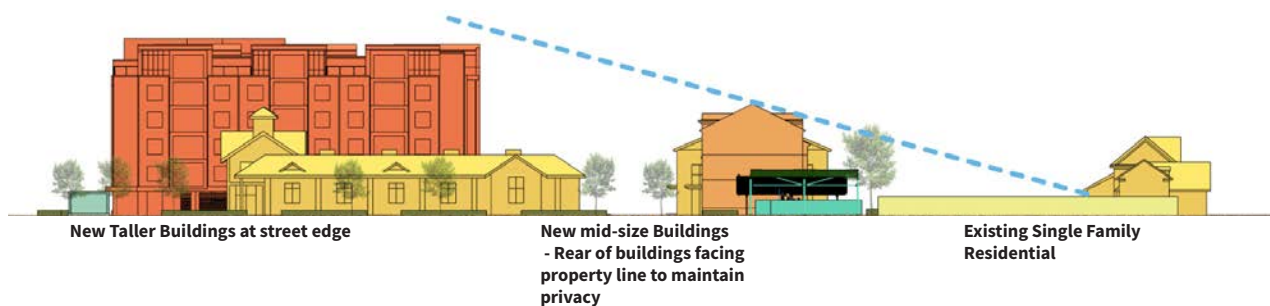 New Taller Buildings at street edge
New mid-size Buildings
- Rear of buildings facing
property line to maintain
privacy
Existing Single Family
Residential